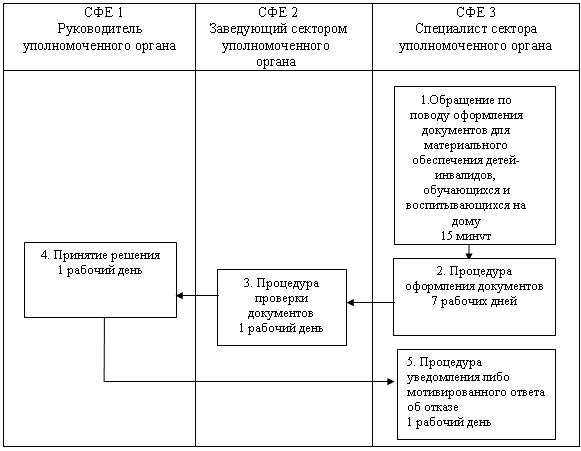 СФЕ 1
Руководитель
уполномоченного органа
СФЕ 2
Заведующий сектором
уполномоченного
органа
СФЕ 3
Специалист сектора
уполномоченного органа
1.Обращение по
поводу оформления
документов для
материального
обеспечения детей-
инвалидов,
обучающихся и
воспитывающихся на
дому
15 минут
4. Принятие решения
1 рабочий день
3. Процедура
проверки
документов
1 рабочий день
2. Процедура
оформления документов
7 рабочих дней
5. Процедура
уведомления либо
мотивированного ответа
об отказе
1 рабочий день